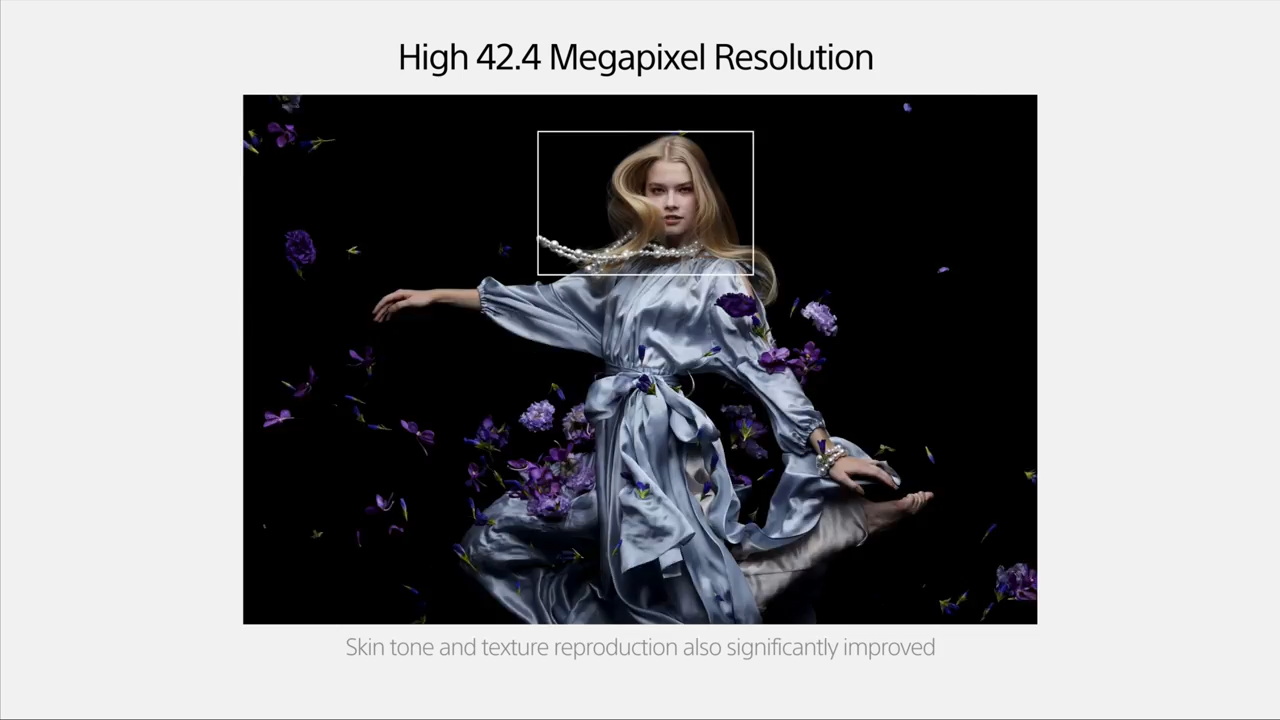 High 42.4 Megapixel Resolution
Skin tone and texture reproduction also significantly improved